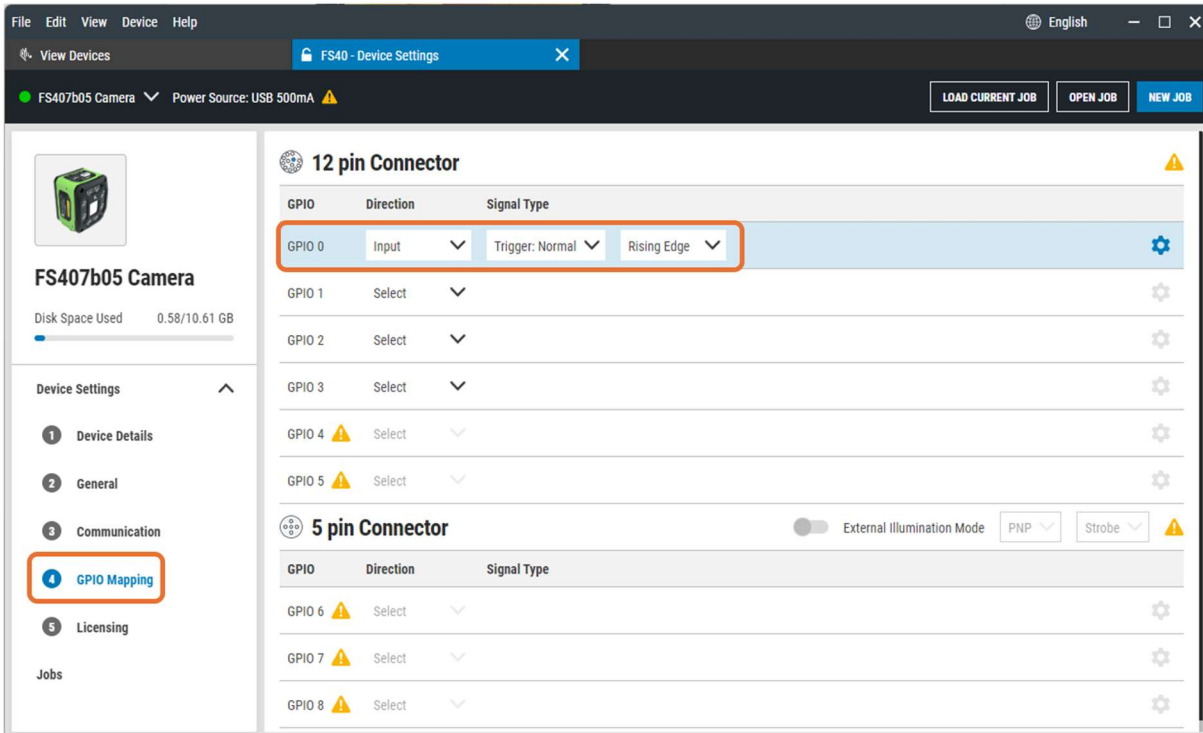 File Edit View Device Help English
View Devices FS40 - Device Settings
FS407b05 Camera Power Source: USB 500mA LOAD CURRENT JOB OPEN JOB NEW JOB
FS407b05 Camera
Disk Space Used 0.58/10.61 GB
Device Settings
1 Device Details
2 General
3 Communication
4 GPIO Mapping
5 Licensing
Jobs
12 pin Connector
GPIO Direction Signal Type
GPIO 0 Input Trigger: Normal Rising Edge
GPIO 1 Select
GPIO 2 Select
GPIO 3 Select
GPIO 4 Select
GPIO 5 Select
5 pin Connector External Illumination Mode PNP Strobe
GPIO Direction Signal Type
GPIO 6 Select
GPIO 7 Select
GPIO 8 Select